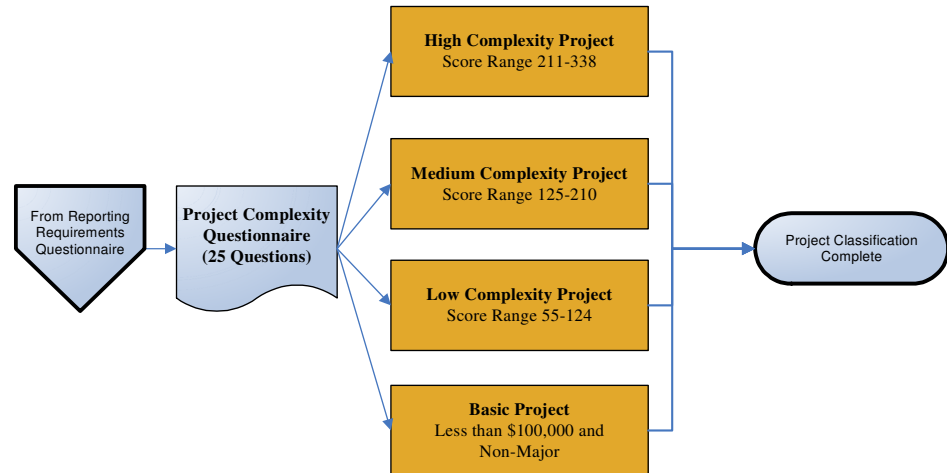 From Reporting
Requirements
Questionnaire
Project Complexity
Questionnaire
(25 Questions)
High Complexity Project
Score Range 211-338
Medium Complexity Project
Score Range 125-210
Low Complexity Project
Score Range 55-124
Basic Project
Less than $100,000 and
Non-Major
Project Classification
Complete